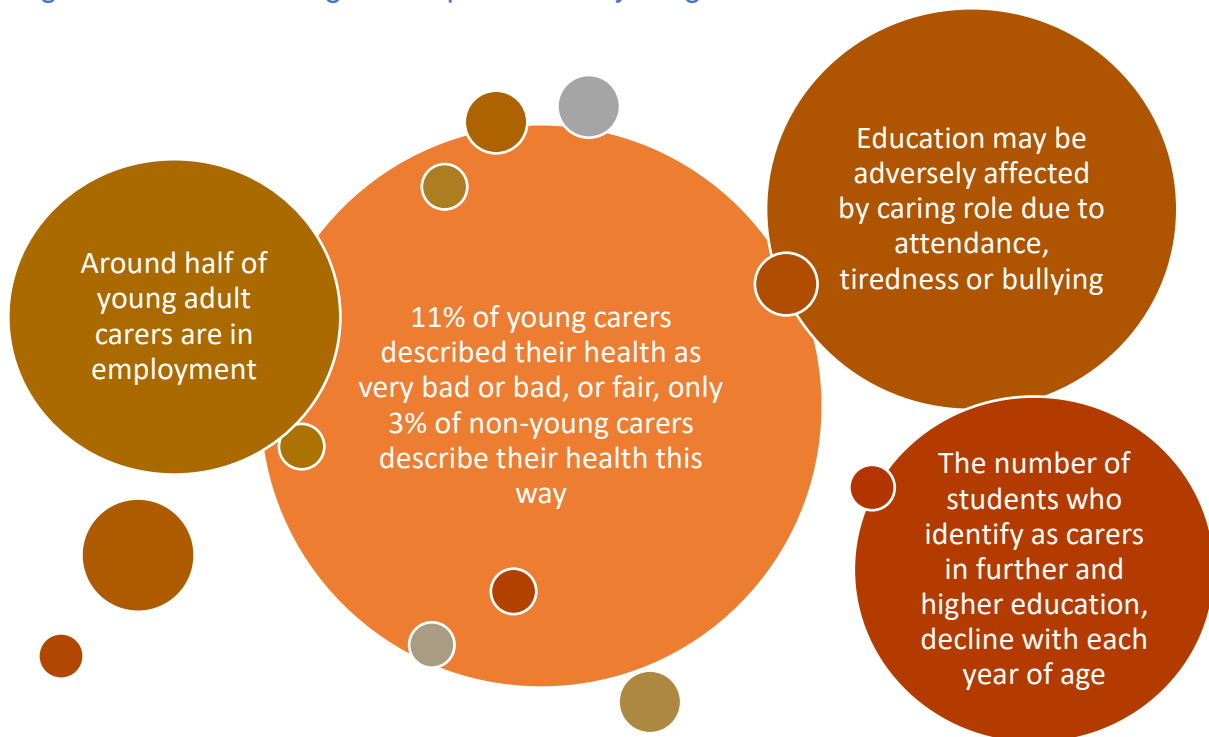 Around half of
young adult
carers are in
employment
11% of young carers
described their health as
very bad or bad, or fair, only
3% of non-young carers
describe their health this
way
Education may be
adversely affected
by caring role due to
attendance,
tiredness or bullying
The number of
students who
identify as carers
in further and
higher education,
decline with each
year of age